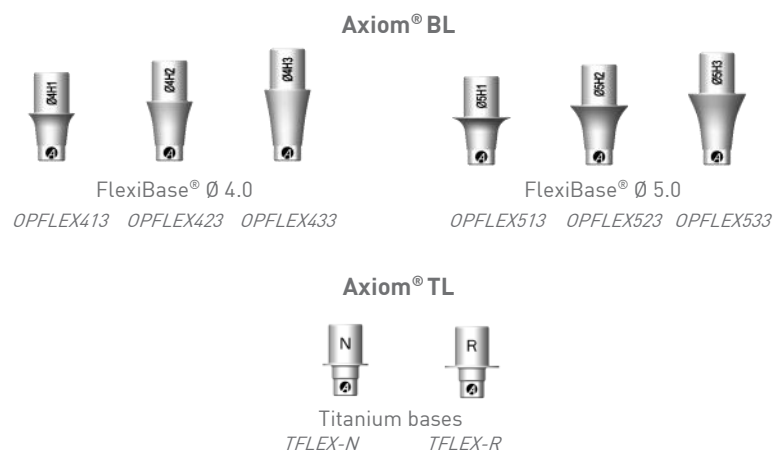 Axiom® BL
Ø4H1 Ø4H2 Ø4H3 Ø5H1 Ø5H2 Ø5H3
FlexiBase® Ø 4.0 FlexiBase® Ø 5.0
OPFLEX413 OPFLEX423 OPFLEX433 OPFLEX513 OPFLEX523 OPFLEX533
Axiom® TL
N R
Titanium bases
TFLEX-N TFLEX-R